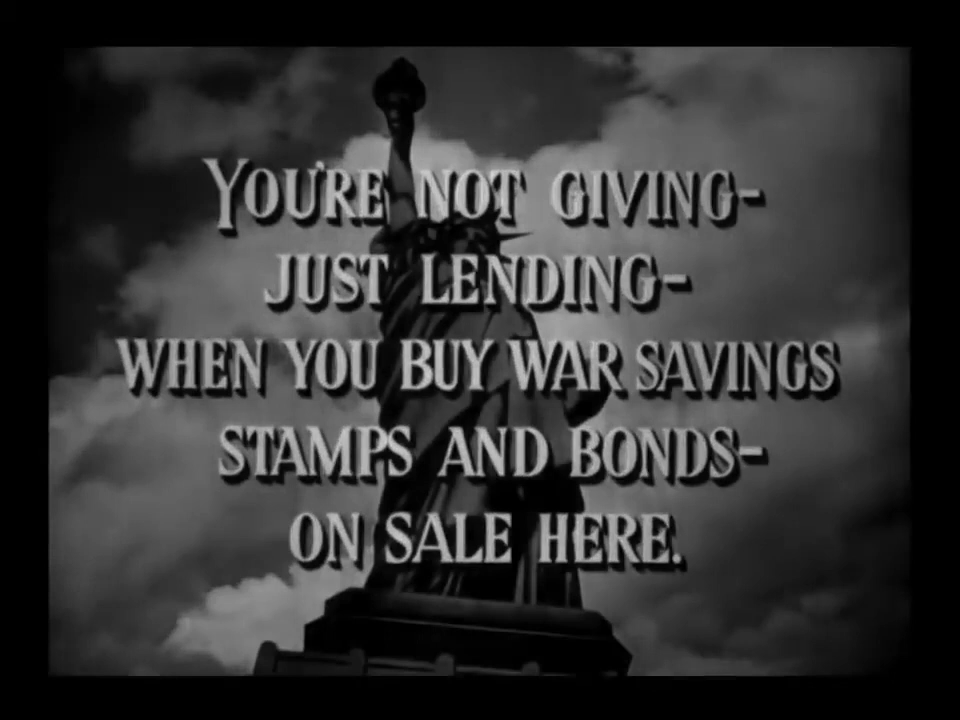 YOU'RE NOT GIVING-
JUST LENDING-
WHEN YOU BUY WAR SAVINGS
STAMPS AND BONDS-
ON SALE HERE.